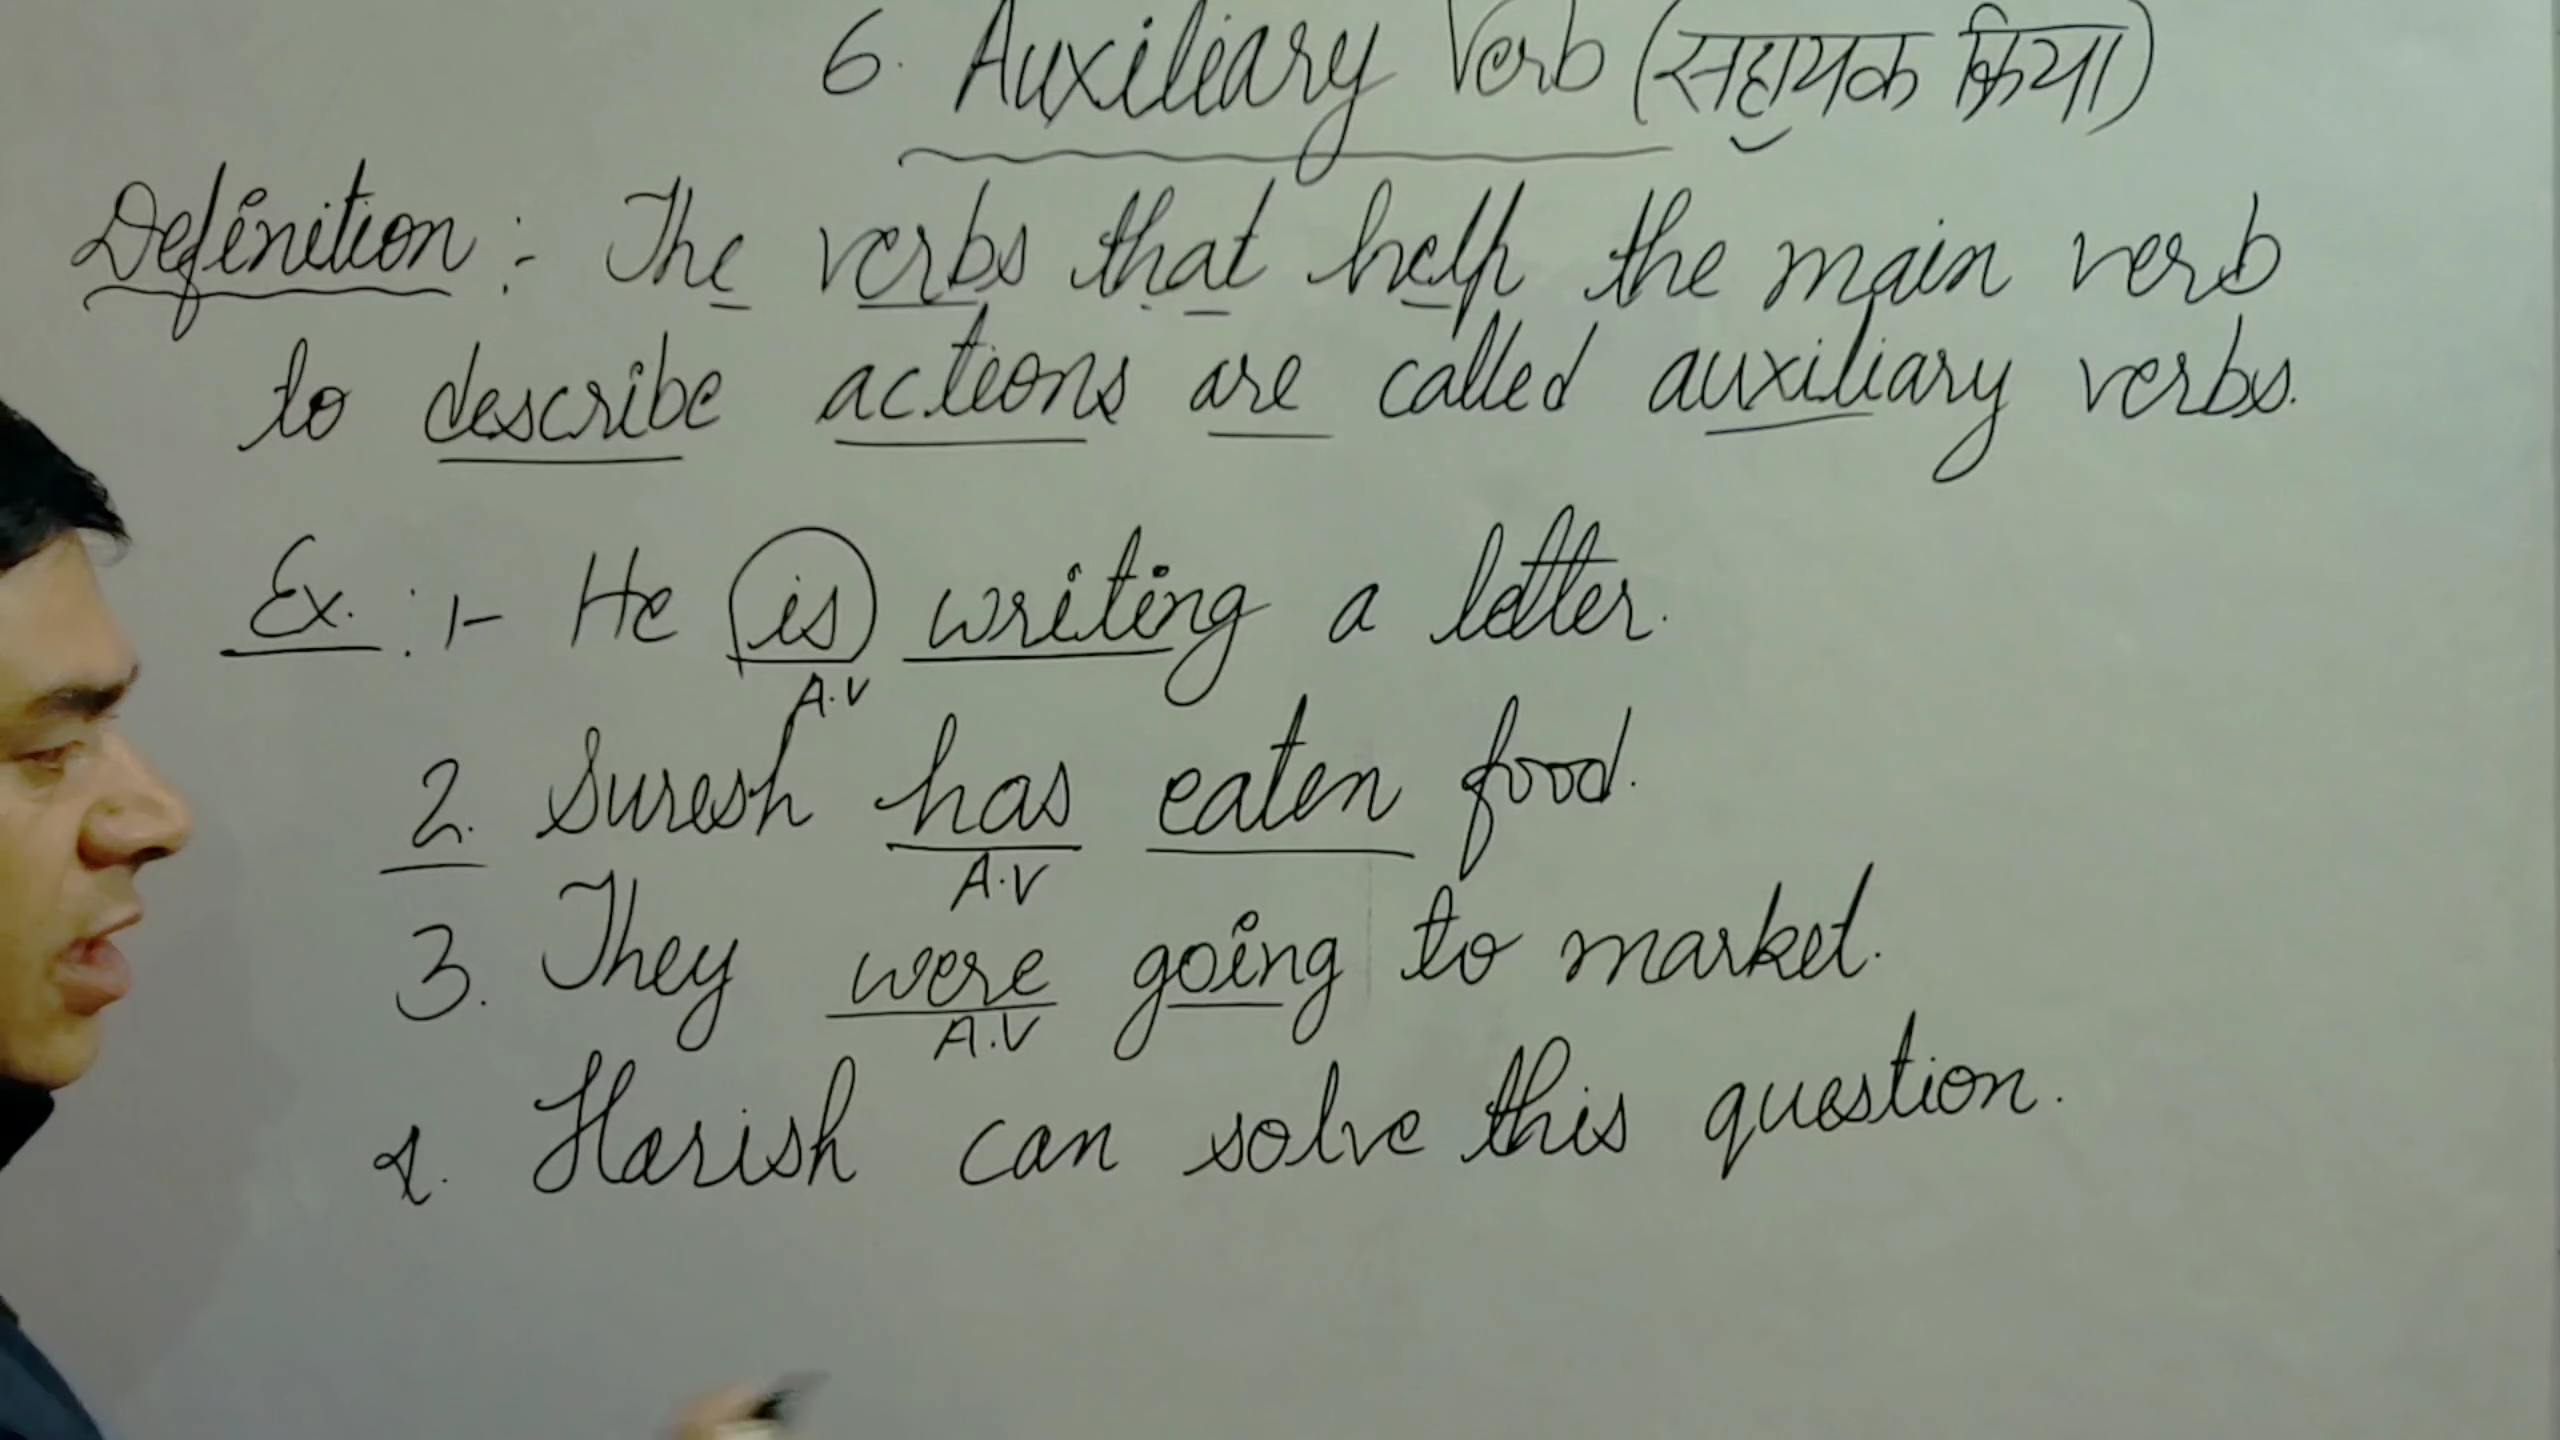 6. Auxiliary Verb (सहायक क्रिया)
Definition :- The verbs that help the main verb
to describe actions are called auxiliary verbs.
Ex. : 1- He is writing a letter.
A.V
2. Suresh has eaten food.
A.V
3. They were going to market.
A.V
4. Harish can solve this question.